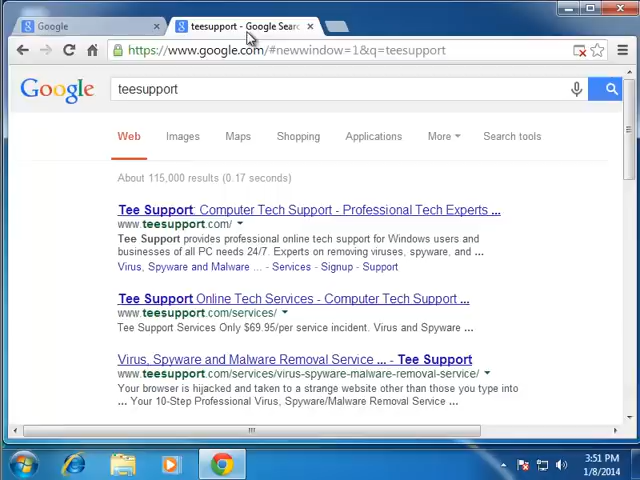 Google
teesupport - Google Searc
https://www.google.com/#newwindow=1&q=teesupport
Google
teesupport
Web
Images
Maps
Shopping
Applications
More
Search tools
About 115,000 results (0.17 seconds)
Tee Support: Computer Tech Support - Professional Tech Experts ...
www.teesupport.com/
Tee Support provides professional online tech support for Windows users and
businesses of all PC needs 24/7. Experts on removing viruses, spyware, and ...
Virus, Spyware and Malware ... - Services - Signup - Support
Tee Support Online Tech Services - Computer Tech Support ...
www.teesupport.com/services/
Tee Support Services Only $69.95/per service incident. Virus and Spyware ...
Virus, Spyware and Malware Removal Service ... - Tee Support
www.teesupport.com/services/virus-spyware-malware-removal-service/
Your browser is hijacked and taken to a strange website other than those you type into
... Your 10-Step Professional Virus, Spyware/Malware Removal Service ...
3:51 PM
1/8/2014